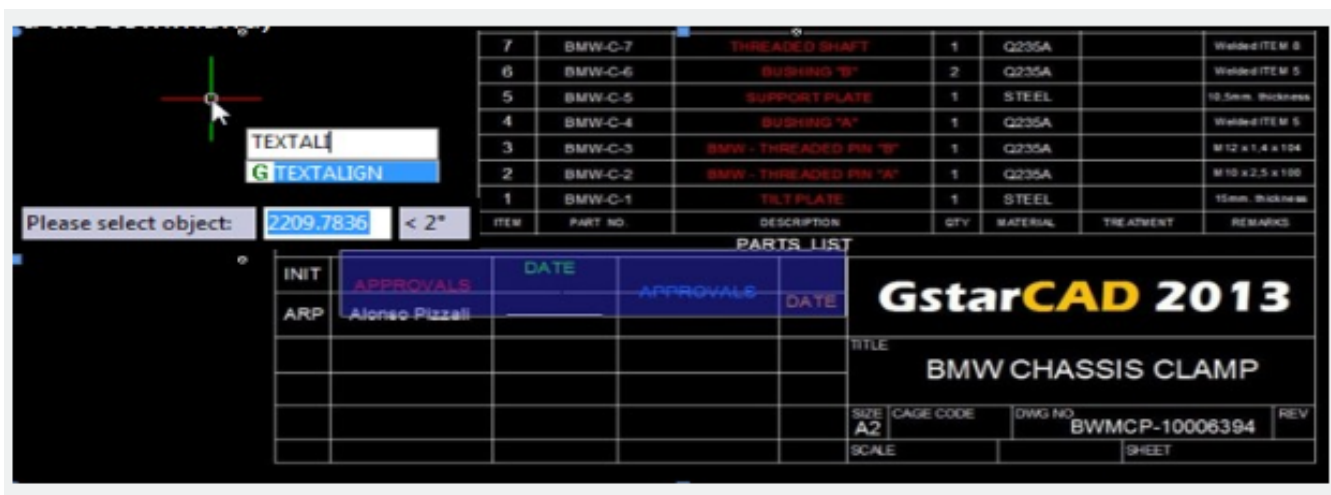 7 BMW-C-7 THREADED SHAFT 1 Q235A Welded ITEM 8
6 BMW-C-6 BUSHING "B" 2 Q235A Welded ITEM 5
5 BMW-C-5 SUPPORT PLATE 1 STEEL 10,5mm. thickness
4 BMW-C-4 BUSHING "A" 1 Q235A Welded ITEM 5
3 BMW-C-3 BMW - THREADED PIN "B" 1 Q235A M12 x 1,4 x 104
2 BMW-C-2 BMW - THREADED PIN "A" 1 Q235A M10 x 2,5 x 100
1 BMW-C-1 TILT PLATE 1 STEEL 15mm. thickness
ITEM PART NO. DESCRIPTION QTY MATERIAL TREATMENT REMARKS
PARTS LIST
TEXTALI
G TEXTALIGN
Please select object: 2209.7836 < 2°
INIT APPROVALS DATE APPROVALS DATE
ARP Alonso Pizzali
GstarCAD 2013
TITLE
BMW CHASSIS CLAMP
SIZE CAGE CODE DWG NO REV
A2 BWMCP-10006394
SCALE SHEET